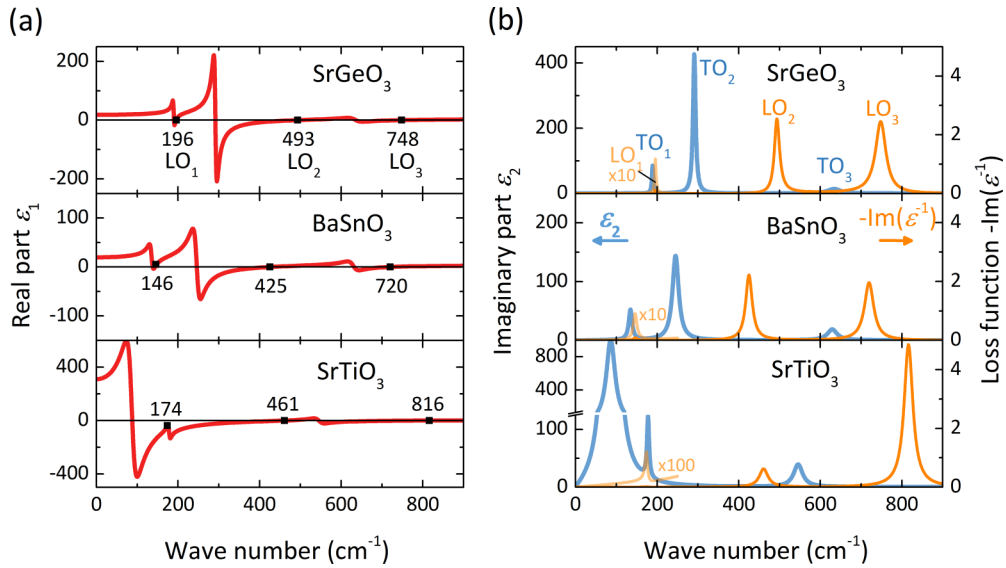 (a)
Real part ε₁
200
100
0
-100
-200
SrGeO₃
196
LO₁
493
LO₂
748
LO₃
100
0
-100
BaSnO₃
146
425
720
400
0
-400
SrTiO₃
174
461
816
0 200 400 600 800
Wave number (cm⁻¹)
(b)
Imaginary part ε₂
400
200
0
SrGeO₃
TO₂
TO₁
LO₁
x10
LO₂
TO₃
LO₃
4
2
0
200
100
0
BaSnO₃
ε₂
-Im(ε⁻¹)
x10
4
2
0
800
400
100
0
SrTiO₃
x100
4
2
0
Loss function -Im(ε⁻¹)
0 200 400 600 800
Wave number (cm⁻¹)